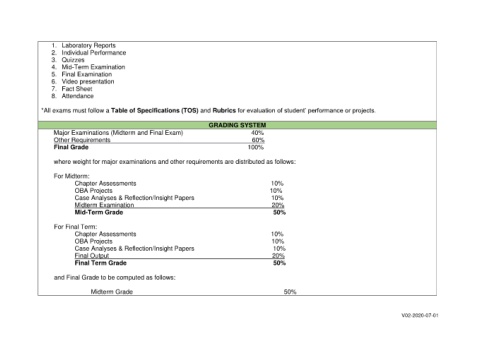 1. Laboratory Reports
2. Individual Performance
3. Quizzes
4. Mid-Term Examination
5. Final Examination
6. Video presentation
7. Fact Sheet
8. Attendance
*All exams must follow a Table of Specifications (TOS) and Rubrics for evaluation of student' performance or projects.
GRADING SYSTEM
Major Examinations (Midterm and Final Exam) 40%
Other Requirements 60%
Final Grade 100%
where weight for major examinations and other requirements are distributed as follows:
For Midterm:
Chapter Assessments 10%
OBA Projects 10%
Case Analyses & Reflection/Insight Papers 10%
Midterm Examination 20%
Mid-Term Grade 50%
For Final Term:
Chapter Assessments 10%
OBA Projects 10%
Case Analyses & Reflection/Insight Papers 10%
Final Output 20%
Final Term Grade 50%
and Final Grade to be computed as follows:
Midterm Grade 50%
V02-2020-07-01